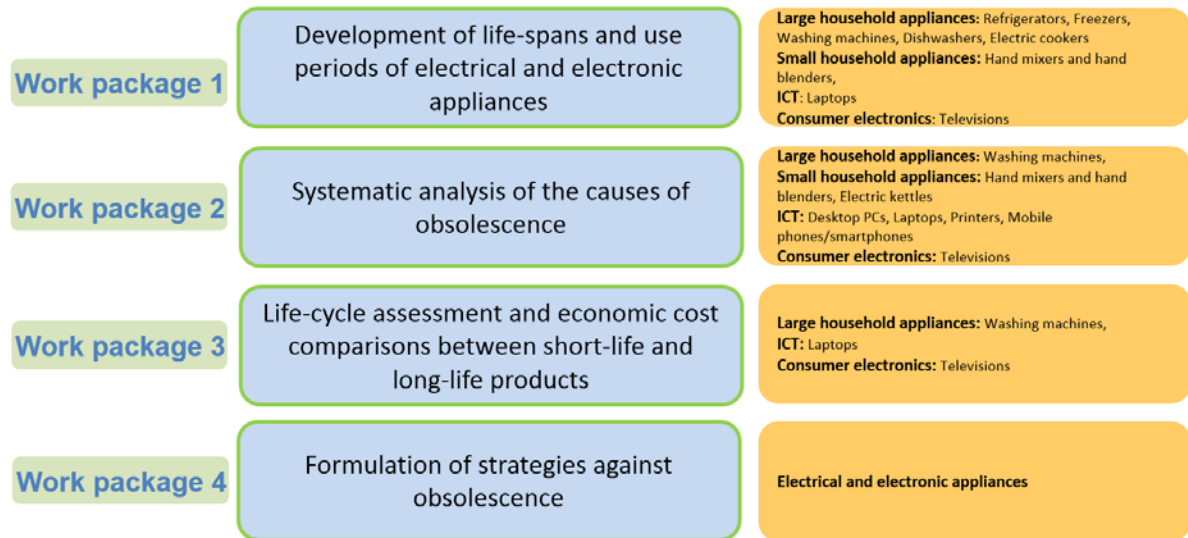 Work package 1
Development of life-spans and use
periods of electrical and electronic
appliances
Large household appliances: Refrigerators, Freezers,
Washing machines, Dishwashers, Electric cookers
Small household appliances: Hand mixers and hand
blenders,
ICT: Laptops
Consumer electronics: Televisions
Work package 2
Systematic analysis of the causes of
obsolescence
Large household appliances: Washing machines,
Small household appliances: Hand mixers and hand
blenders, Electric kettles
ICT: Desktop PCs, Laptops, Printers, Mobile
phones/smartphones
Consumer electronics: Televisions
Work package 3
Life-cycle assessment and economic cost
comparisons between short-life and
long-life products
Large household appliances: Washing machines,
ICT: Laptops
Consumer electronics: Televisions
Work package 4
Formulation of strategies against
obsolescence
Electrical and electronic appliances